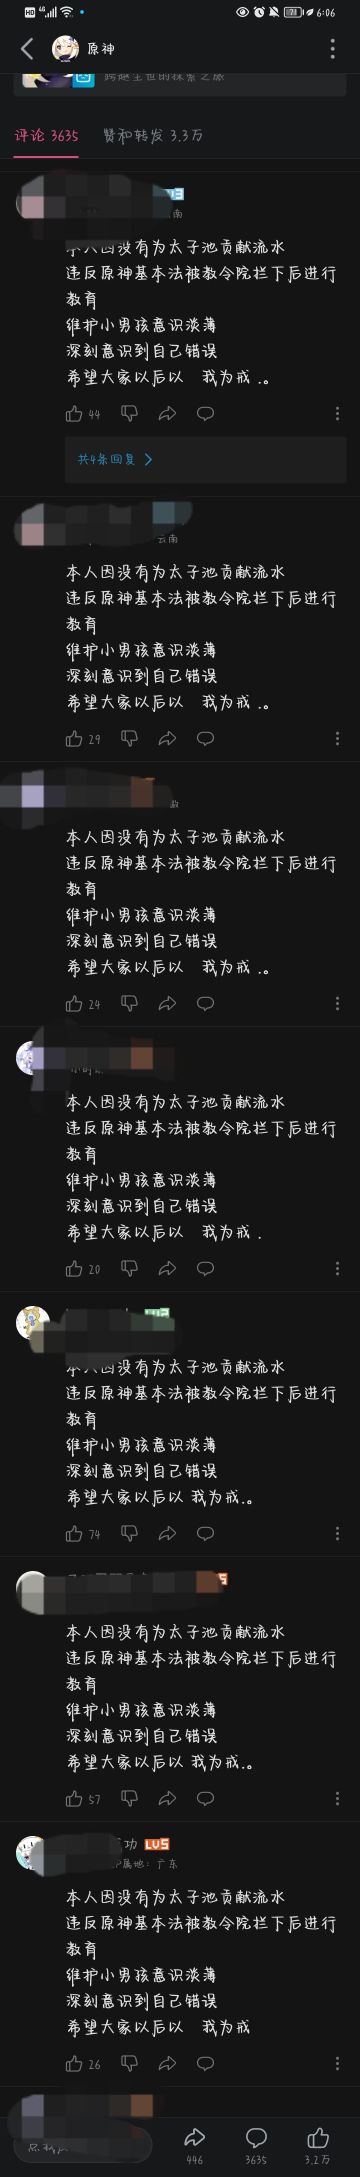 HD 4G 71 6:06
原神
跨越尘世的探索之旅
评论 3635 赞和转发 3.3万
南
本人因没有为太子池贡献流水
违反原神基本法被教令院拦下后进行
教育
维护小男孩意识淡薄
深刻意识到自己错误
希望大家以后以 我为戒 .。
44
共4条回复 >
云南
本人因没有为太子池贡献流水
违反原神基本法被教令院拦下后进行
教育
维护小男孩意识淡薄
深刻意识到自己错误
希望大家以后以 我为戒 .。
29
本人因没有为太子池贡献流水
违反原神基本法被教令院拦下后进行
教育
维护小男孩意识淡薄
深刻意识到自己错误
希望大家以后以 我为戒 .。
24
本人因没有为太子池贡献流水
违反原神基本法被教令院拦下后进行
教育
维护小男孩意识淡薄
深刻意识到自己错误
希望大家以后以 我为戒 .
20
本人因没有为太子池贡献流水
违反原神基本法被教令院拦下后进行
教育
维护小男孩意识淡薄
深刻意识到自己错误
希望大家以后以 我为戒.。
74
本人因没有为太子池贡献流水
违反原神基本法被教令院拦下后进行
教育
维护小男孩意识淡薄
深刻意识到自己错误
希望大家以后以 我为戒.。
57
功 LV5
IP属地：广东
本人因没有为太子池贡献流水
违反原神基本法被教令院拦下后进行
教育
维护小男孩意识淡薄
深刻意识到自己错误
希望大家以后以 我为戒
26
446 3635 3.2万